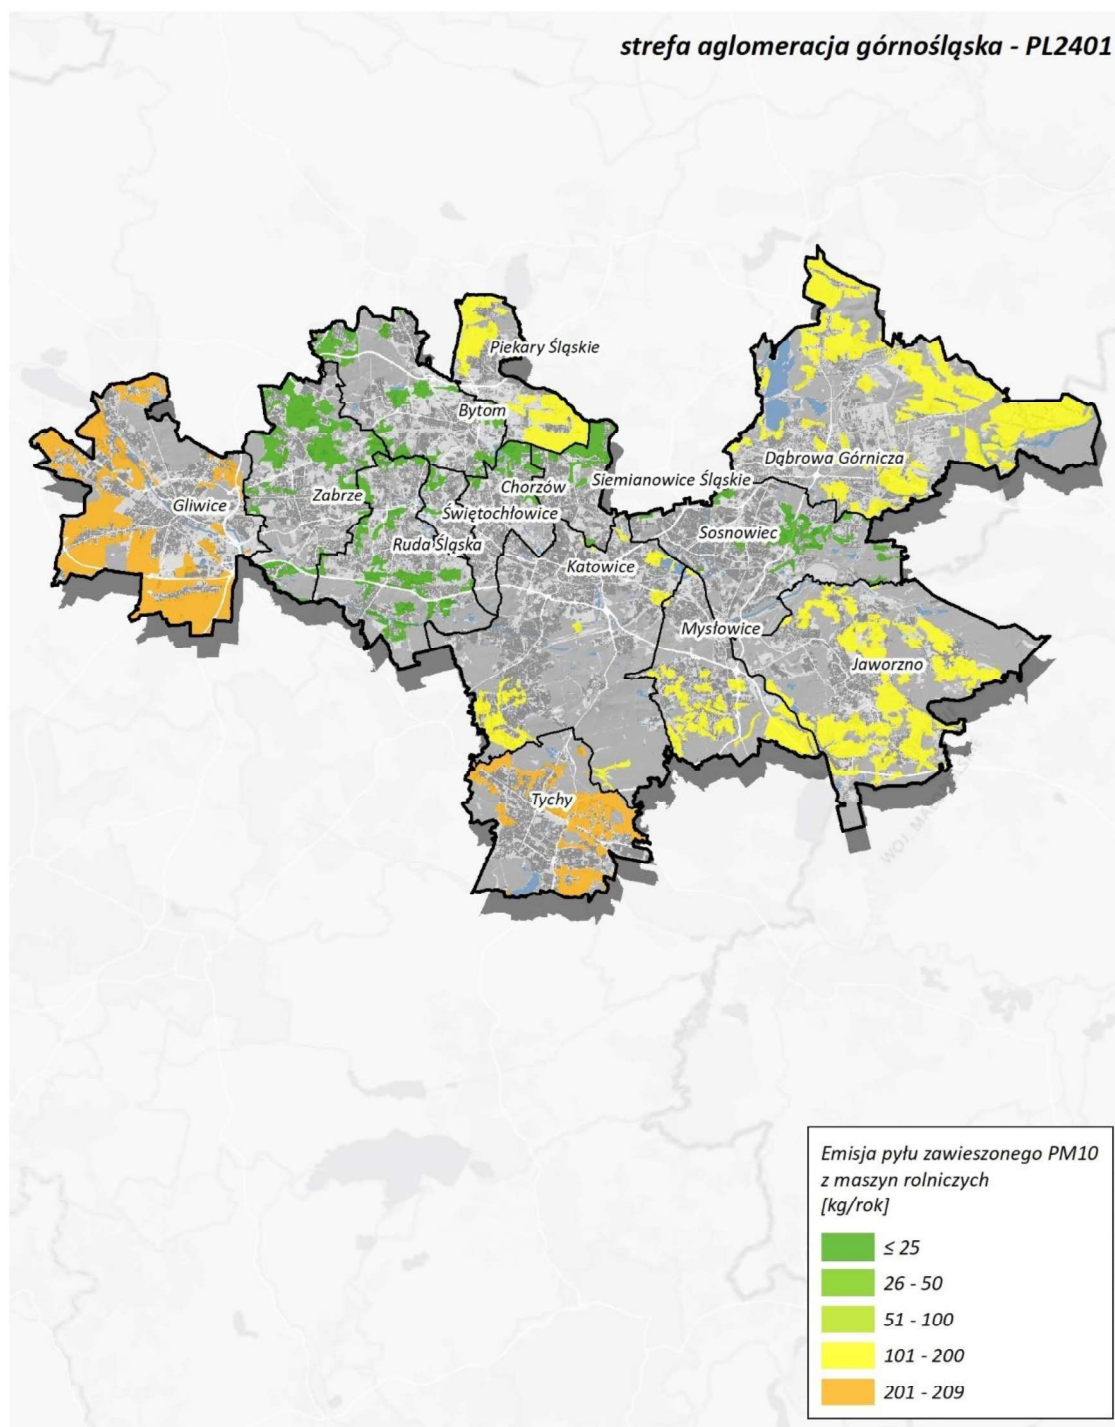 strefa aglomeracja górnośląska - PL2401
Piekary Śląskie
Bytom
Dąbrowa Górnicza
Siemianowice Śląskie
Chorzów
Zabrze
Gliwice
Świętochłowice
Sosnowiec
Ruda Śląska
Katowice
Mysłowice
Jaworzno
Tychy
Emisja pyłu zawieszonego PM10
z maszyn rolniczych
[kg/rok]
≤ 25
26 - 50
51 - 100
101 - 200
201 - 209